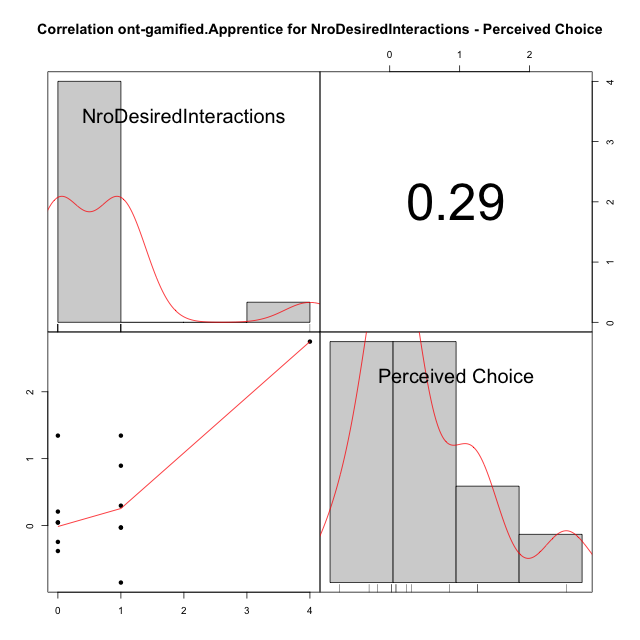 Correlation ont-gamified.Apprentice for NroDesiredInteractions - Perceived Choice
0 1 2
NroDesiredInteractions
0.29
4
3
2
1
0
Perceived Choice
2
1
0
0 1 2 3 4